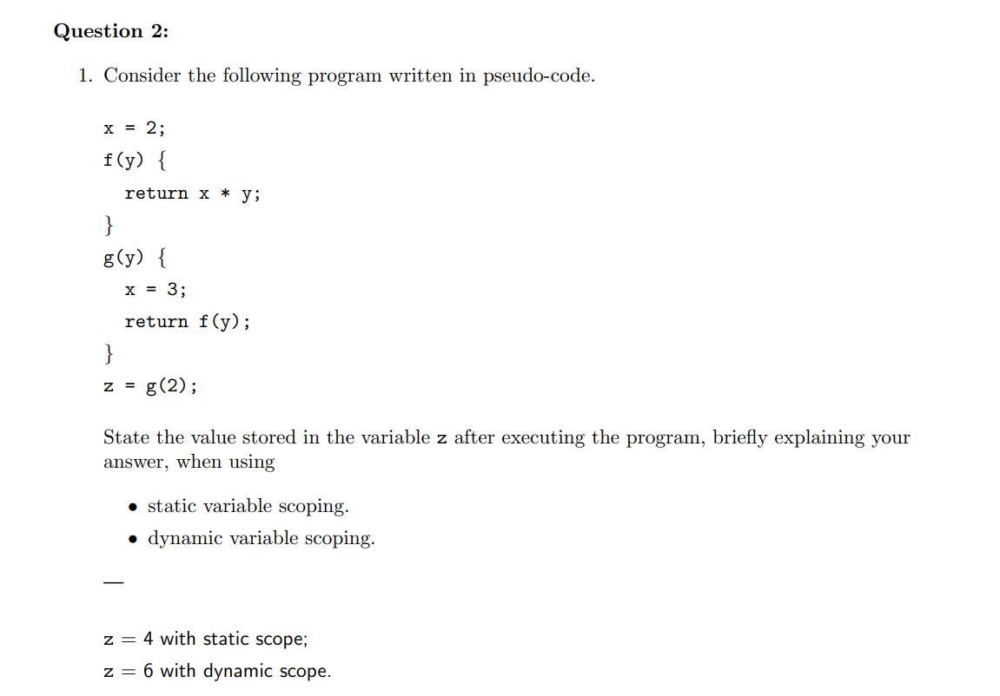 Question 2:
1. Consider the following program written in pseudo-code.
x = 2;
f(y) {
return x * y;
}
g(y) {
x = 3;
return f(y);
}
z = g(2);
State the value stored in the variable z after executing the program, briefly explaining your
answer, when using
• static variable scoping.
• dynamic variable scoping.
—
z = 4 with static scope;
z = 6 with dynamic scope.